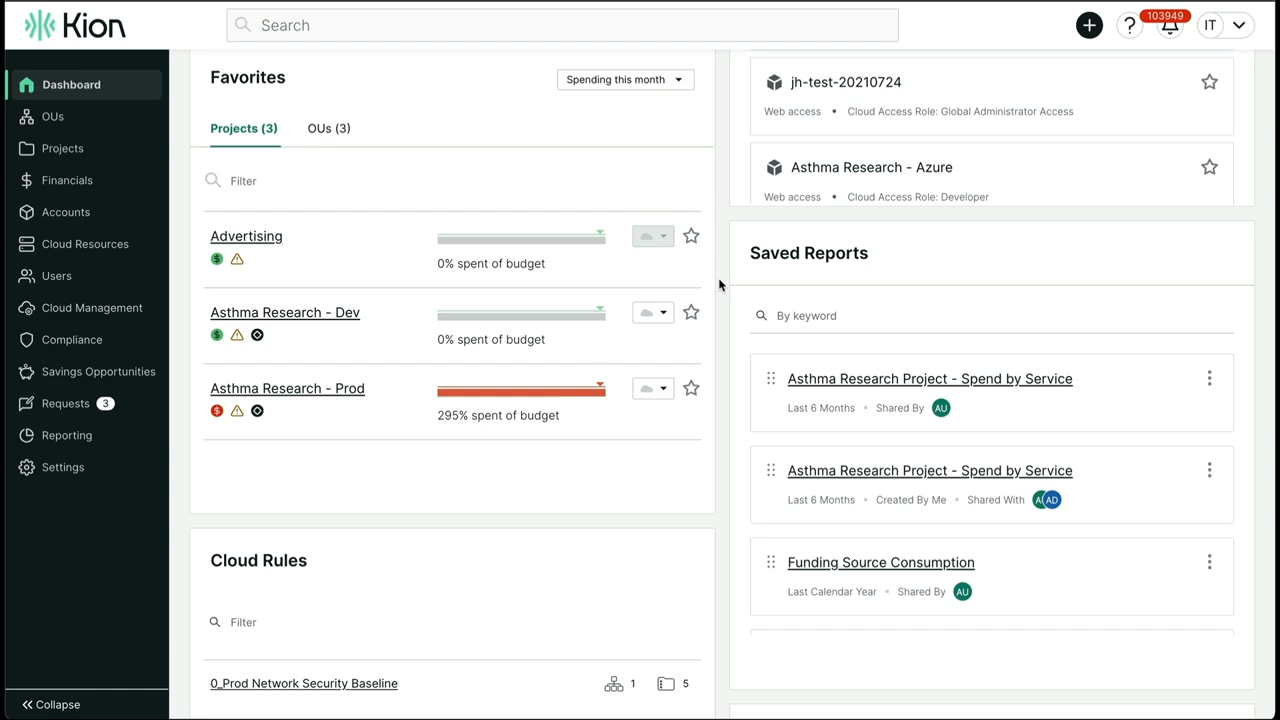 Kion
Search
103949
IT
Dashboard
OUs
Projects
Financials
Accounts
Cloud Resources
Users
Cloud Management
Compliance
Savings Opportunities
Requests 3
Reporting
Settings
Collapse
Favorites
Spending this month
Projects (3) OUs (3)
Filter
Advertising
0% spent of budget
Asthma Research - Dev
0% spent of budget
Asthma Research - Prod
295% spent of budget
Cloud Rules
Filter
0_Prod Network Security Baseline 1 5
jh-test-20210724
Web access • Cloud Access Role: Global Administrator Access
Asthma Research - Azure
Web access • Cloud Access Role: Developer
Saved Reports
By keyword
Asthma Research Project - Spend by Service
Last 6 Months • Shared By AU
Asthma Research Project - Spend by Service
Last 6 Months • Created By Me • Shared With A AD
Funding Source Consumption
Last Calendar Year • Shared By AU